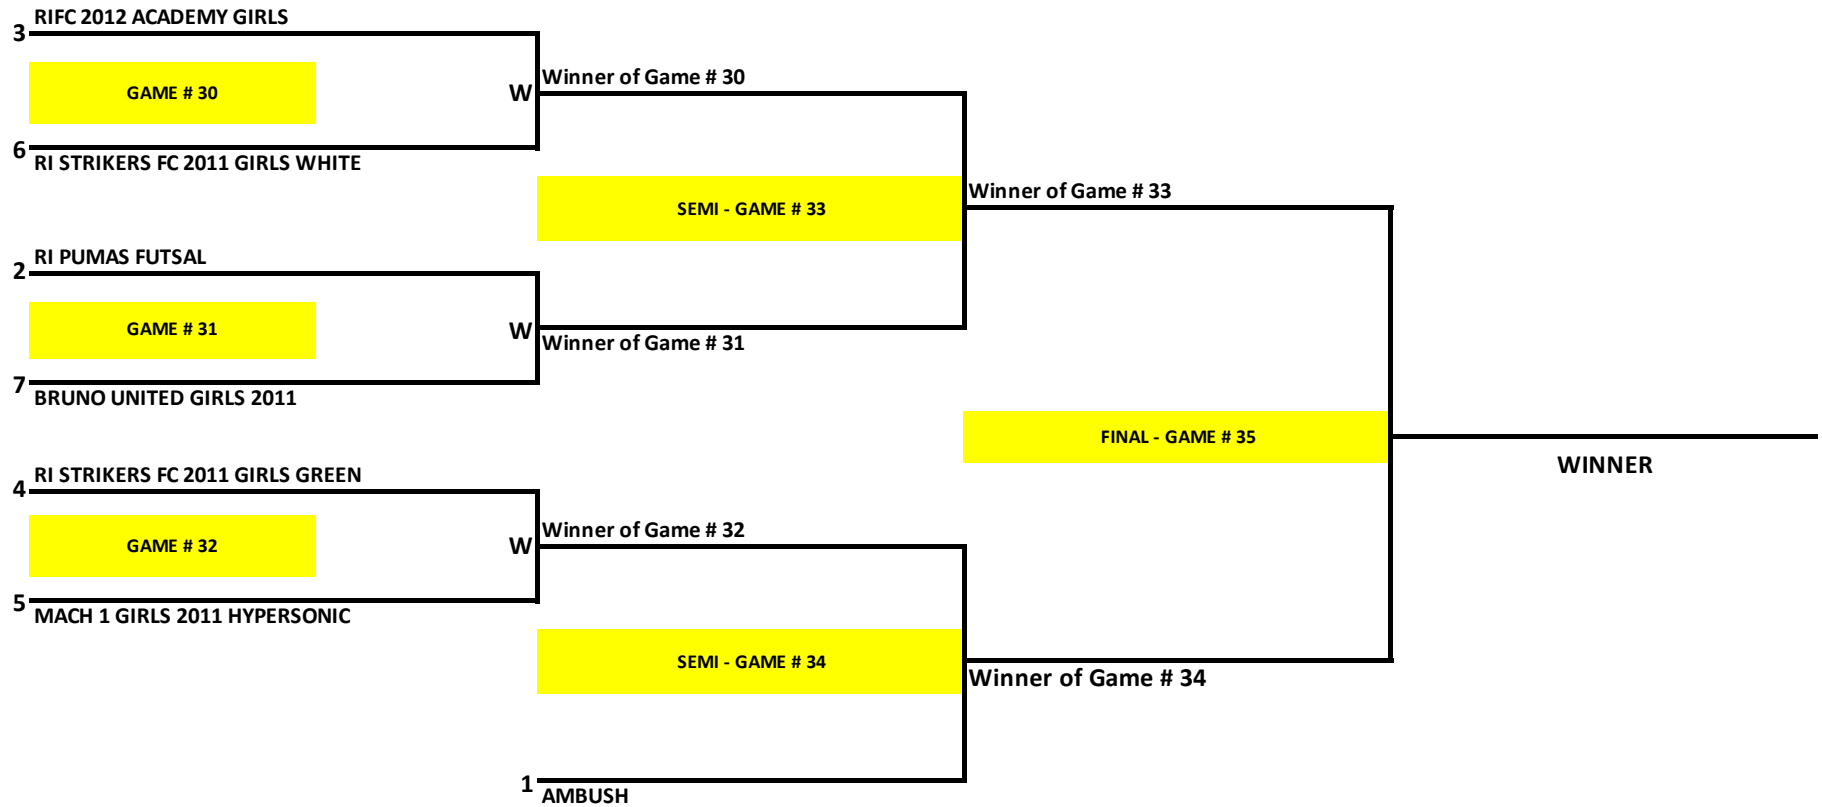 RIFC 2012 ACADEMY GIRLS
3
GAME # 30
W
Winner of Game # 30
6
RI STRIKERS FC 2011 GIRLS WHITE
SEMI - GAME # 33
Winner of Game # 33
RI PUMAS FUTSAL
2
GAME # 31
W
Winner of Game # 31
7
BRUNO UNITED GIRLS 2011
FINAL - GAME # 35
WINNER
RI STRIKERS FC 2011 GIRLS GREEN
4
GAME # 32
W
Winner of Game # 32
5
MACH 1 GIRLS 2011 HYPERSONIC
SEMI - GAME # 34
Winner of Game # 34
1
AMBUSH